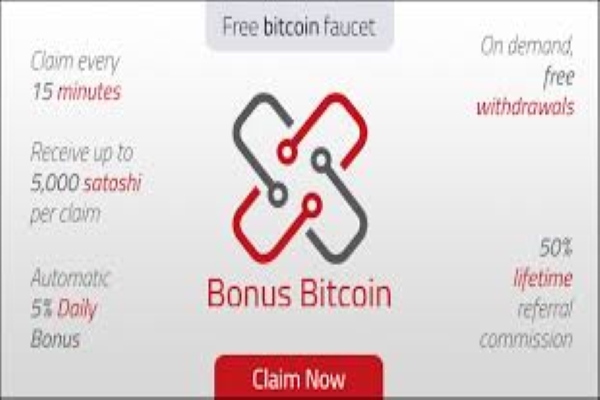 Free bitcoin faucet
Claim every
15 minutes
Receive up to
5,000 satoshi
per claim
Automatic
5% Daily
Bonus
On demand,
free
withdrawals
50%
lifetime
referral
commission
Bonus Bitcoin
Claim Now